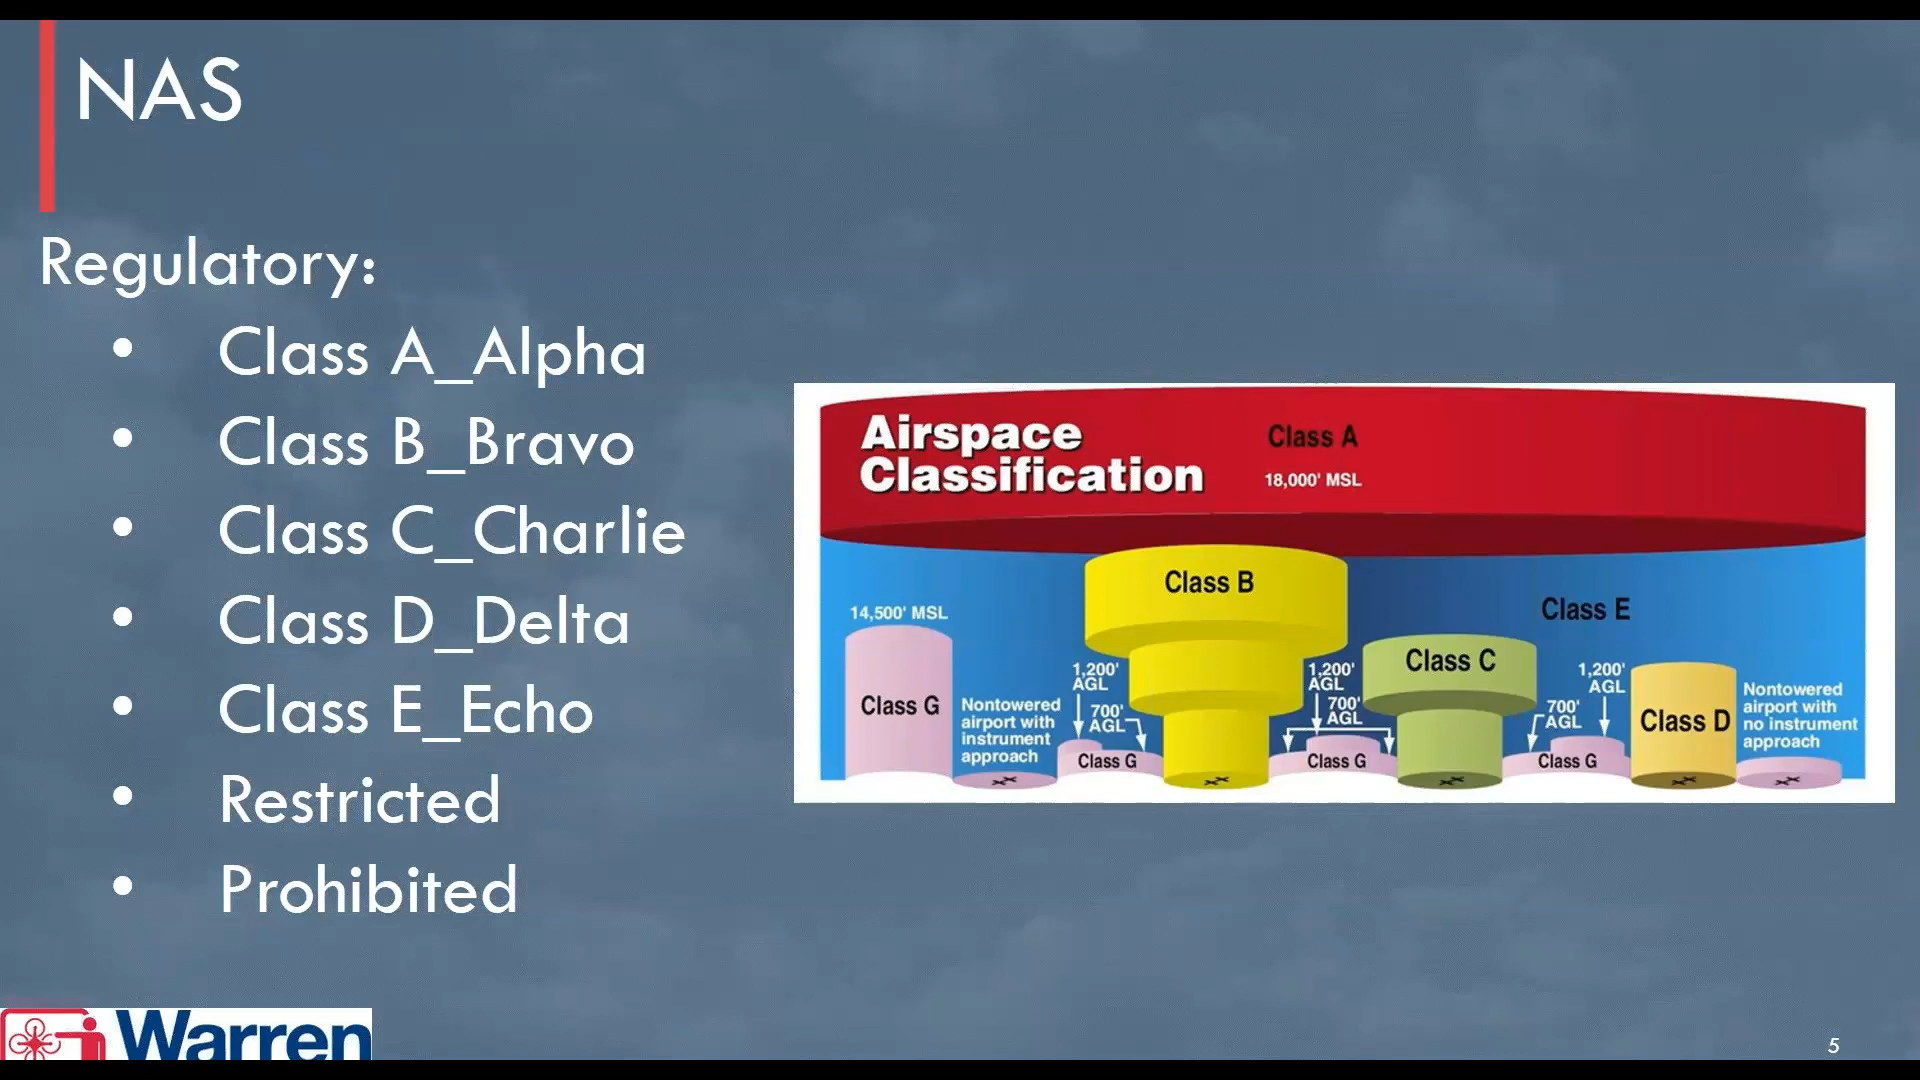 NAS
Regulatory:
• Class A_Alpha
• Class B_Bravo
• Class C_Charlie
• Class D_Delta
• Class E_Echo
• Restricted
• Prohibited
Airspace
Classification
Class A
18,000' MSL
Class B
Class E
14,500' MSL
Class C
1,200'
AGL
1,200'
AGL
1,200'
AGL
Class G
Nontowered
airport with
instrument
approach
700'
AGL
700'
AGL
700'
AGL
Class D
Nontowered
airport with
no instrument
approach
Class G
Class G
Class G
Warren
5